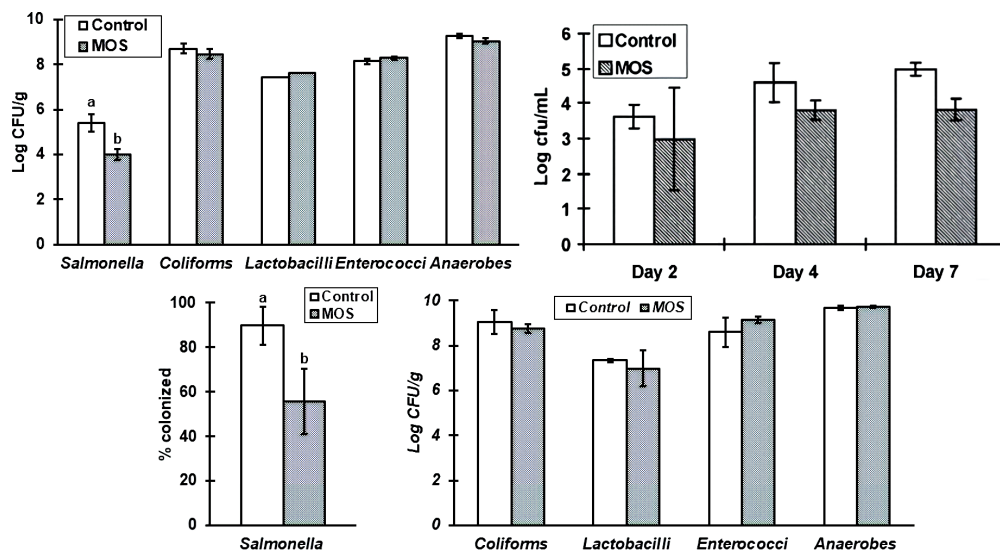 Control
MOS
Log CFU/g
10
8
6
4
2
0
a
b
Salmonella Coliforms Lactobacilli Enterococci Anaerobes
Control
MOS
Log cfu/mL
6
5
4
3
2
1
0
Day 2 Day 4 Day 7
Control
MOS
% colonized
100
80
60
40
20
0
a
b
Salmonella
Control MOS
Log CFU/g
10
8
6
4
2
0
Coliforms Lactobacilli Enterococci Anaerobes